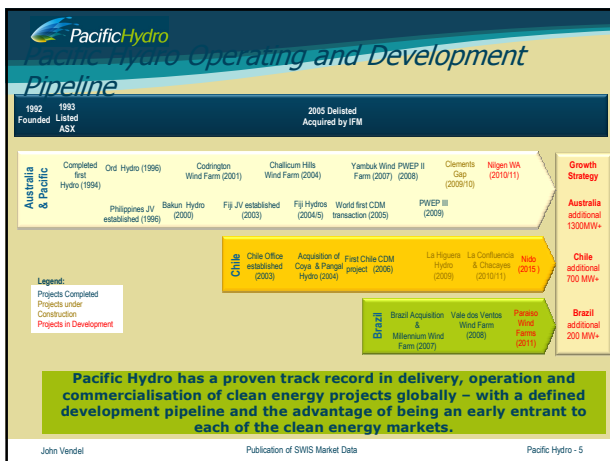 PacificHydro
Pacific Hydro Operating and Development
Pipeline
1992
Founded
1993
Listed
ASX
2005 Delisted
Acquired by IFM
Australia
& Pacific
Completed
first
Hydro (1994)
Ord Hydro (1996)
Codrington
Wind Farm (2001)
Challicum Hills
Wind Farm (2004)
Yambuk Wind
Farm (2007)
PWEP II
(2008)
Clements
Gap
(2009/10)
Nilgen WA
(2010/11)
Philippines JV
established (1996)
Bakun Hydro
(2000)
Fiji JV established
(2003)
Fiji Hydros
(2004/5)
World first CDM
transaction (2005)
PWEP III
(2009)
Growth
Strategy
Australia
additional
1300MW+
Chile
additional
700 MW+
Brazil
additional
200 MW+
Chile
Chile Office
established
(2003)
Acquisition of
Coya & Pangal
Hydro (2004)
First Chile CDM
project (2006)
La Higuera
Hydro
(2009)
La Confluencia
& Chacayes
(2010/11)
Nido
(2015 )
Legend:
Projects Completed
Projects under
Construction
Projects in Development
Brazil
Brazil Acquisition
&
Millennium Wind
Farm (2007)
Vale dos Ventos
Wind Farm
(2008)
Paraiso
Wind
Farms
(2011)
Pacific Hydro has a proven track record in delivery, operation and
commercialisation of clean energy projects globally – with a defined
development pipeline and the advantage of being an early entrant to
each of the clean energy markets.
John Vendel
Publication of SWIS Market Data
Pacific Hydro - 5